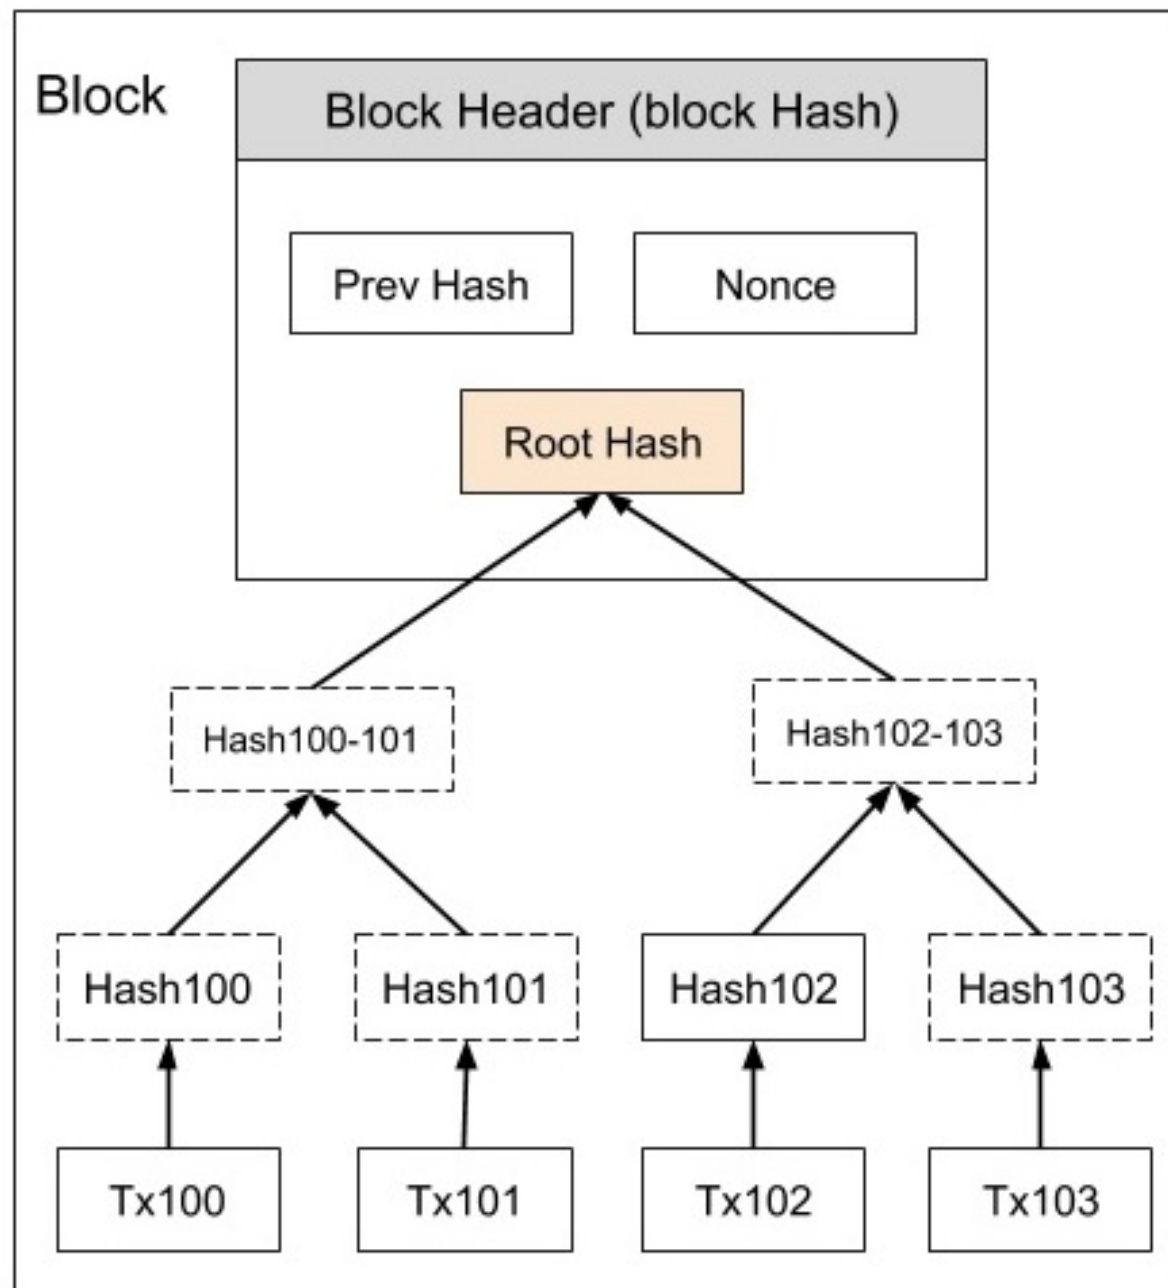 Block
Block Header (block Hash)
Prev Hash
Nonce
Root Hash
Hash100-101
Hash102-103
Hash100
Hash101
Hash102
Hash103
Tx100
Tx101
Tx102
Tx103